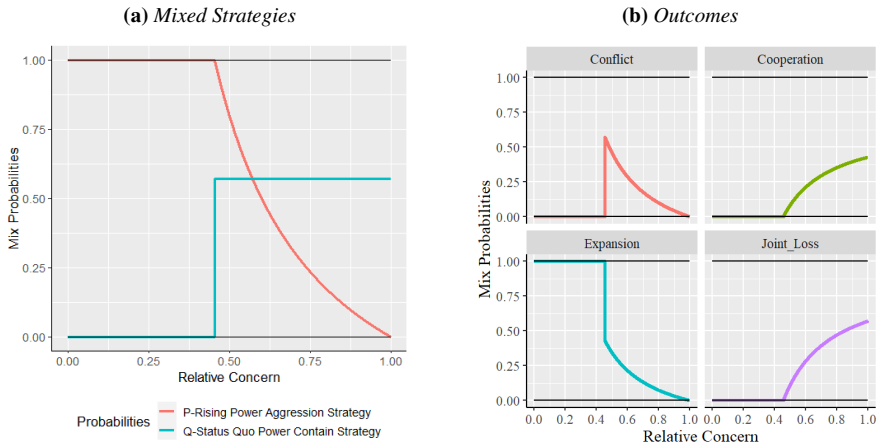 (a) Mixed Strategies
Mix Probabilities
1.00
0.75
0.50
0.25
0.00
0.00 0.25 0.50 0.75 1.00
Relative Concern
Probabilities
P-Rising Power Aggression Strategy
Q-Status Quo Power Contain Strategy
(b) Outcomes
Mix Probabilities
Conflict Cooperation
1.00
0.75
0.50
0.25
0.00
Expansion Joint_Loss
1.00
0.75
0.50
0.25
0.00
0.0 0.2 0.4 0.6 0.8 1.0 0.0 0.2 0.4 0.6 0.8 1.0
Relative Concern